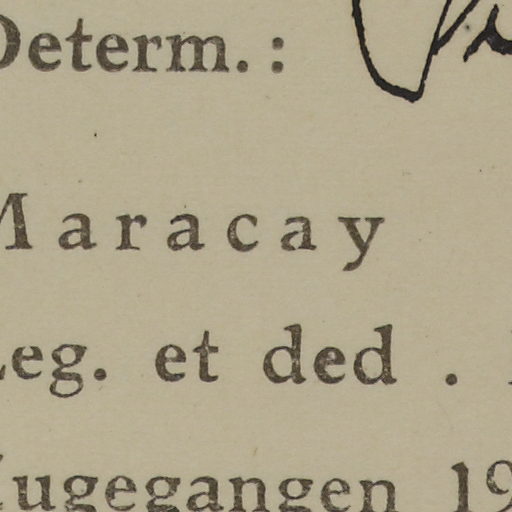 Determ.:
Maracay
Leg. et ded .
Zugegangen 19